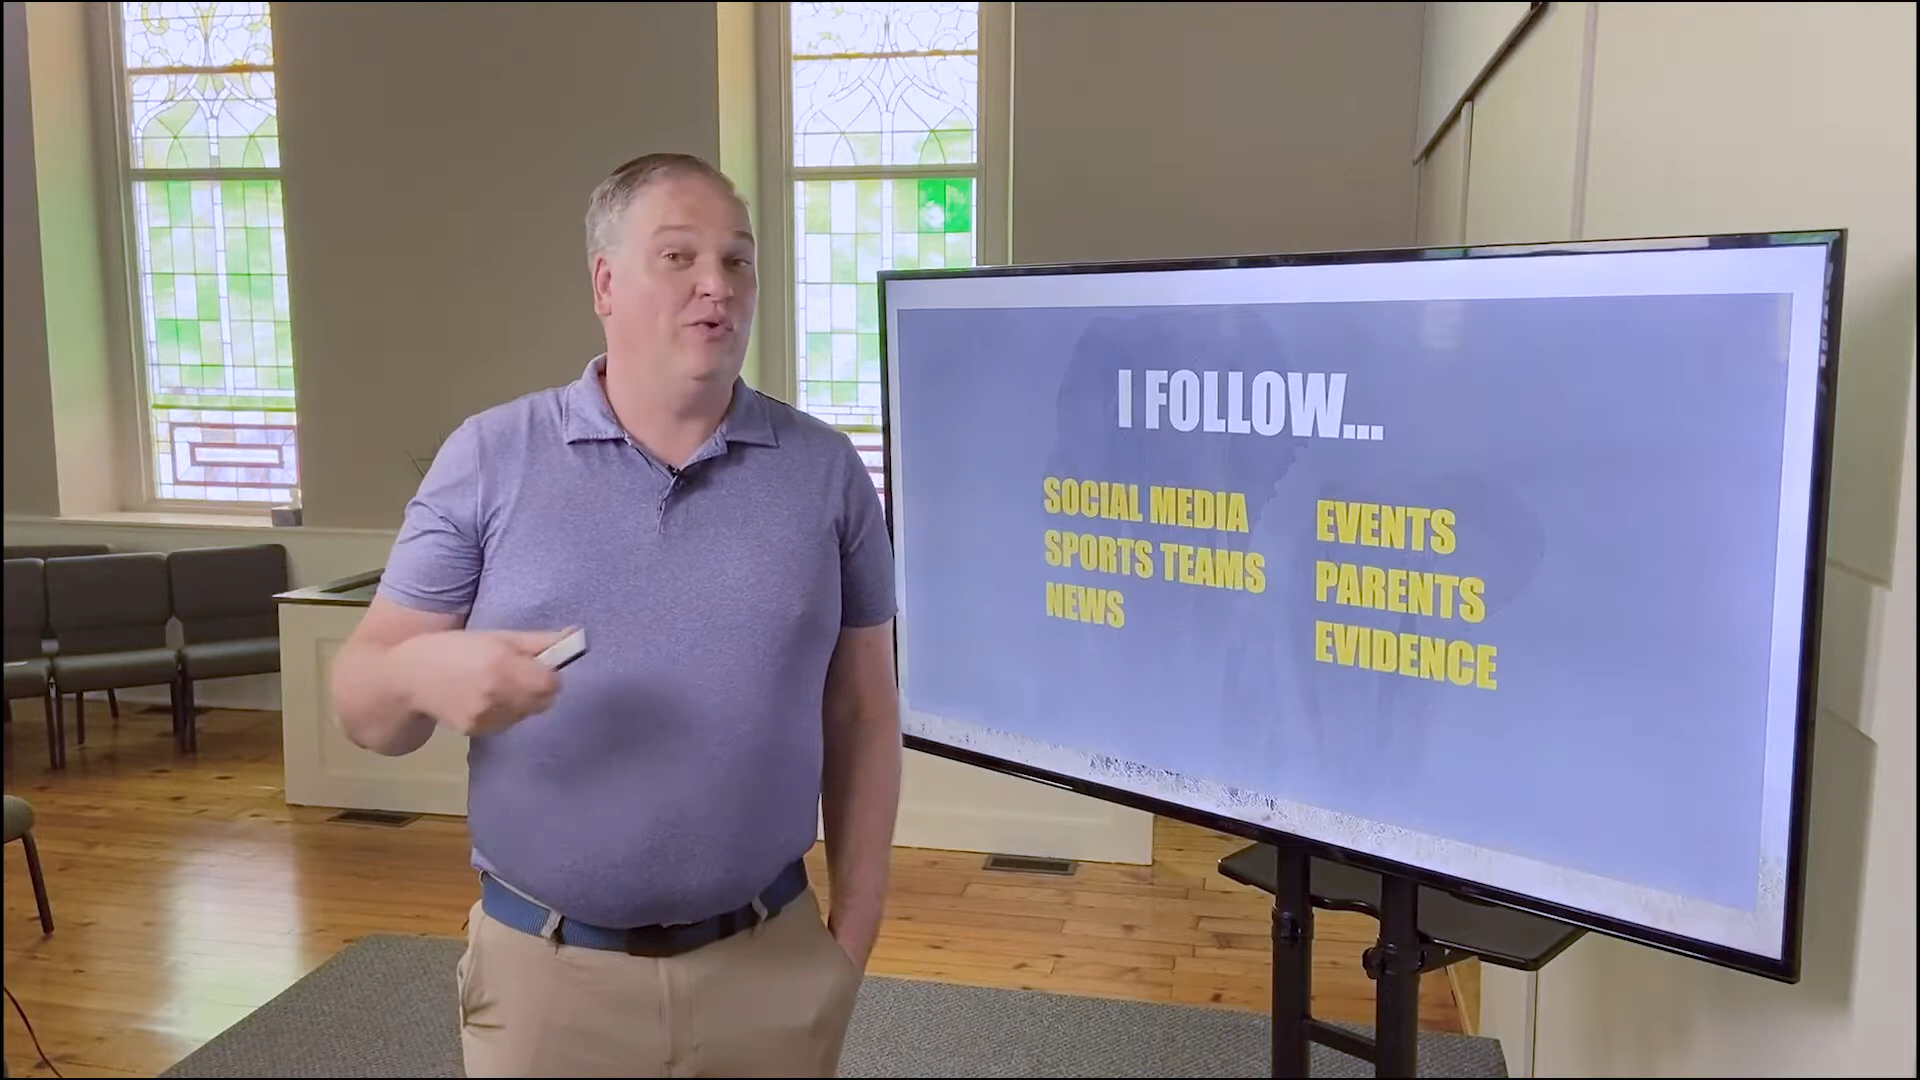 I FOLLOW...
SOCIAL MEDIA
SPORTS TEAMS
NEWS
EVENTS
PARENTS
EVIDENCE